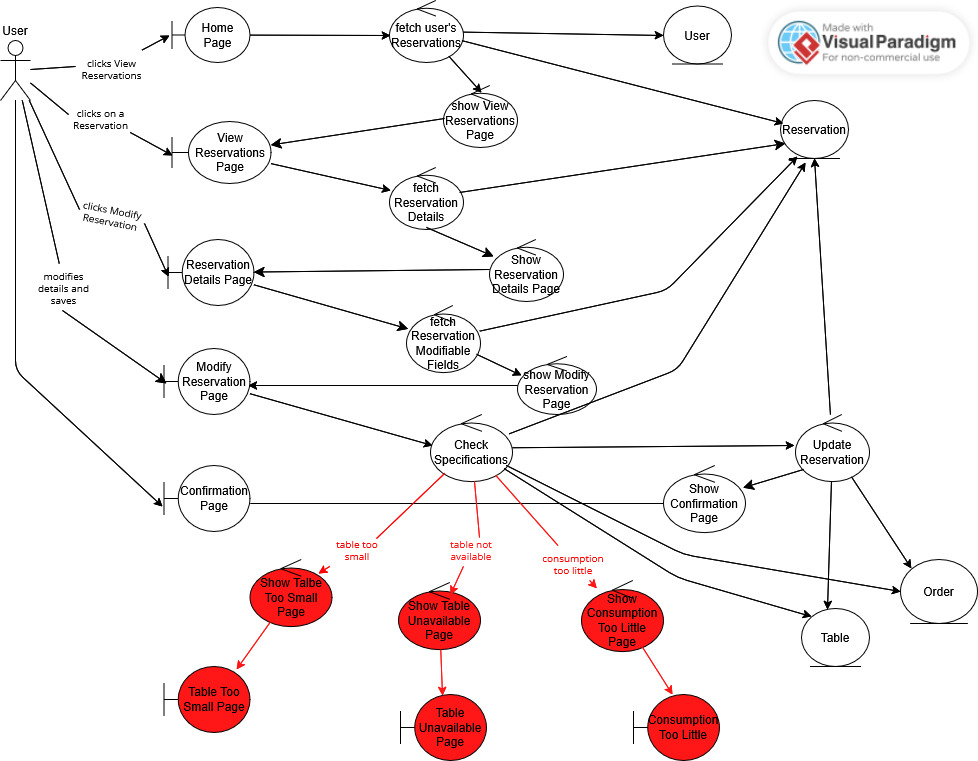 User
Home
Page
fetch user's
Reservations
User
Made with
Visual Paradigm
For non-commercial use
clicks View
Reservations
show View
Reservations
Page
Reservation
clicks on a
Reservation
View
Reservations
Page
fetch
Reservation
Details
clicks Modify
Reservation
Reservation
Details Page
Show
Reservation
Details Page
modifies
details and
saves
fetch
Reservation
Modifiable
Fields
Modify
Reservation
Page
show Modify
Reservation
Page
Check
Specifications
Update
Reservation
Confirmation
Page
Show
Confirmation
Page
table too
small
table not
available
consumption
too little
Show Talbe
Too Small
Page
Show Table
Unavailable
Page
Show
Consumption
Too Little
Page
Order
Table
Table Too
Small Page
Table
Unavailable
Page
Consumption
Too Little